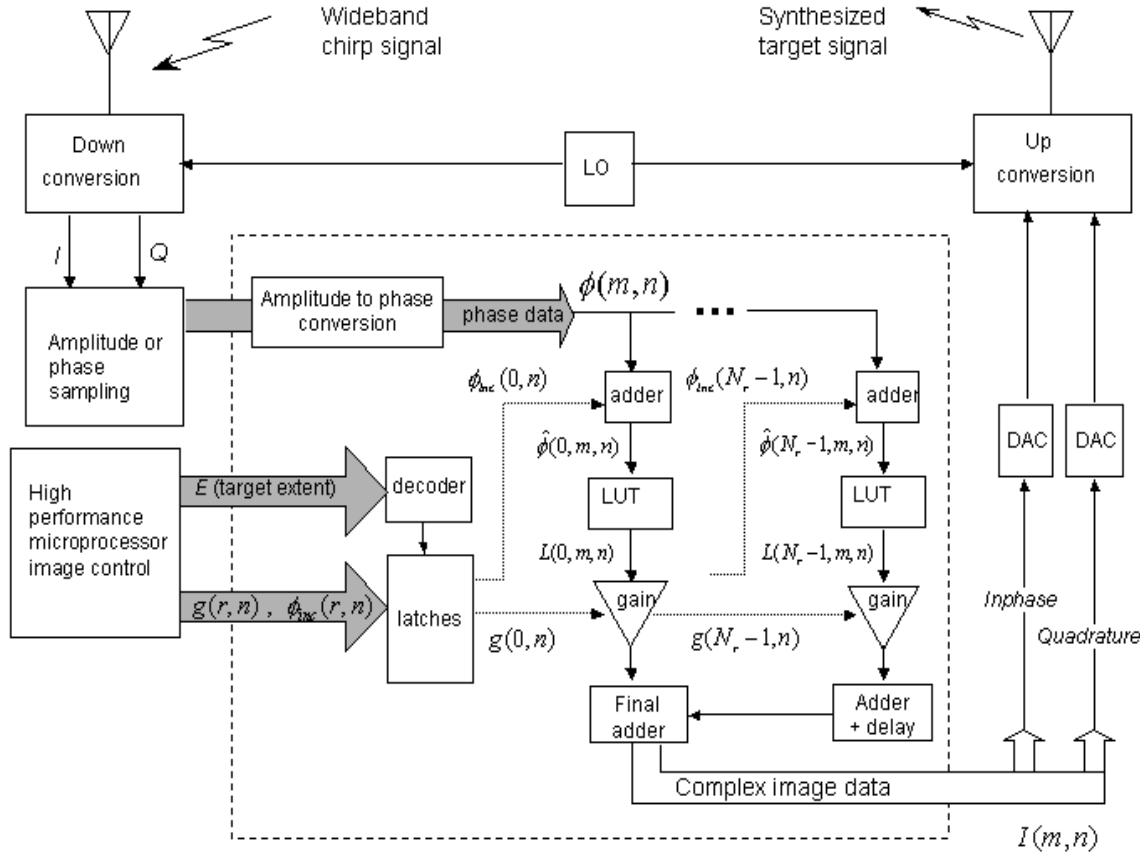 Wideband
chirp signal
Synthesized
target signal
Down
conversion
LO
Up
conversion
I
Q
Amplitude or
phase
sampling
Amplitude to phase
conversion
phase data
ϕ(m,n)
...
ϕ_inc(0,n)
adder
ϕ_inc(N_r −1,n)
adder
DAC
DAC
ϕ̂(0,m,n)
ϕ̂(N_r −1,m,n)
High
performance
microprocessor
image control
E (target extent)
decoder
LUT
LUT
L(0,m,n)
L(N_r −1,m,n)
g(r,n) , ϕ_inc(r,n)
latches
gain
gain
g(0,n)
g(N_r −1,n)
Inphase
Quadrature
Final
adder
Adder
+ delay
Complex image data
I(m,n)